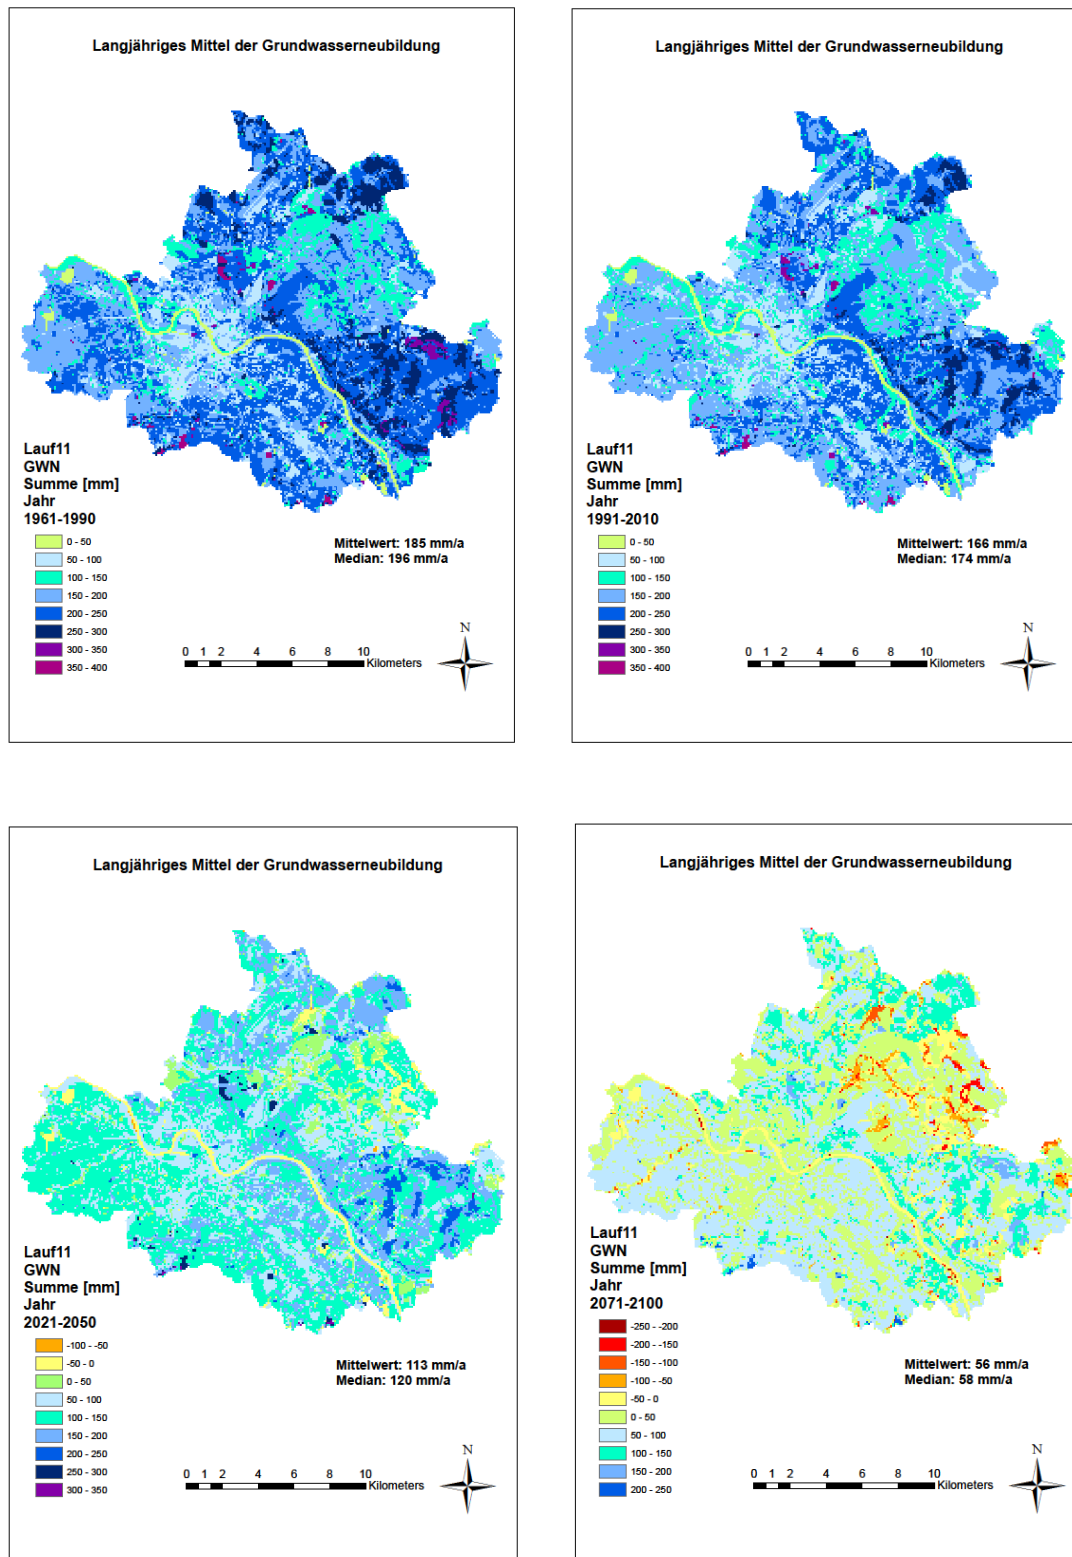 Langjähriges Mittel der Grundwasserneubildung
Lauf11
GWN
Summe [mm]
Jahr
1961-1990
0 - 50
50 - 100
100 - 150
150 - 200
200 - 250
250 - 300
300 - 350
350 - 400
Mittelwert: 185 mm/a
Median: 196 mm/a
0 1 2 4 6 8 10
Kilometers
N
Langjähriges Mittel der Grundwasserneubildung
Lauf11
GWN
Summe [mm]
Jahr
1991-2010
0 - 50
50 - 100
100 - 150
150 - 200
200 - 250
250 - 300
300 - 350
350 - 400
Mittelwert: 166 mm/a
Median: 174 mm/a
0 1 2 4 6 8 10
Kilometers
N
Langjähriges Mittel der Grundwasserneubildung
Lauf11
GWN
Summe [mm]
Jahr
2021-2050
-100 - -50
-50 - 0
0 - 50
50 - 100
100 - 150
150 - 200
200 - 250
250 - 300
300 - 350
Mittelwert: 113 mm/a
Median: 120 mm/a
0 1 2 4 6 8 10
Kilometers
N
Langjähriges Mittel der Grundwasserneubildung
Lauf11
GWN
Summe [mm]
Jahr
2071-2100
-250 - -200
-200 - -150
-150 - -100
-100 - -50
-50 - 0
0 - 50
50 - 100
100 - 150
150 - 200
200 - 250
Mittelwert: 56 mm/a
Median: 58 mm/a
0 1 2 4 6 8 10
Kilometers
N